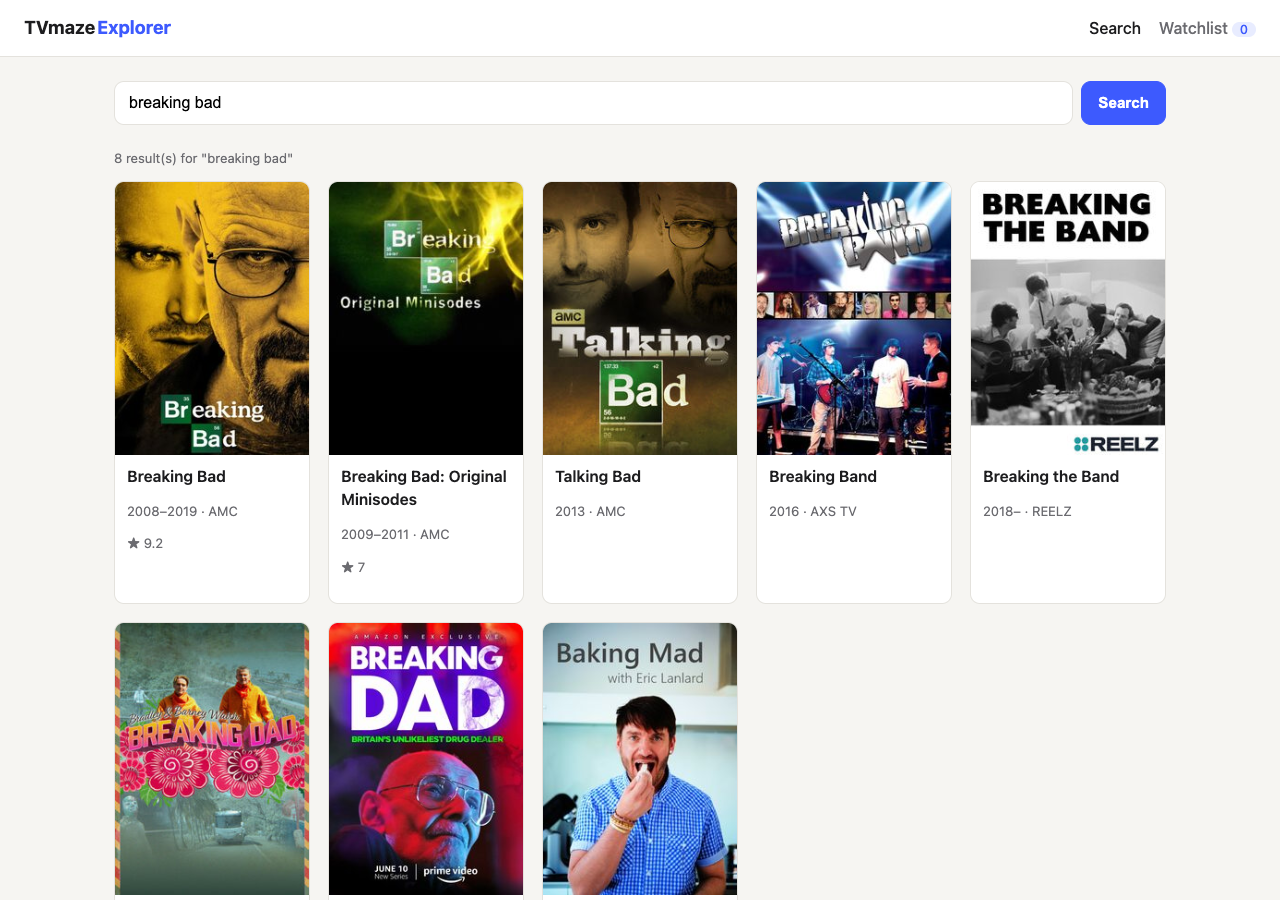 TVmaze Explorer
Search
Watchlist 0
breaking bad
Search
8 result(s) for "breaking bad"
Breaking
Bad
Breaking
Bad
Original Minisodes
amc
Talking
Bad
BREAKING
BAND
BREAKING
THE BAND
REELZ
Breaking Bad
2008–2019 · AMC
★ 9.2
Breaking Bad: Original
Minisodes
2009–2011 · AMC
★ 7
Talking Bad
2013 · AMC
Breaking Band
2016 · AXS TV
Breaking the Band
2018– · REELZ
Bradley & Barney Walsh:
BREAKING DAD
AMAZON EXCLUSIVE
BREAKING
DAD
BRITAIN'S UNLIKELIEST DRUG DEALER
JUNE 10
New Series
prime video
Baking Mad
with Eric Lanlard